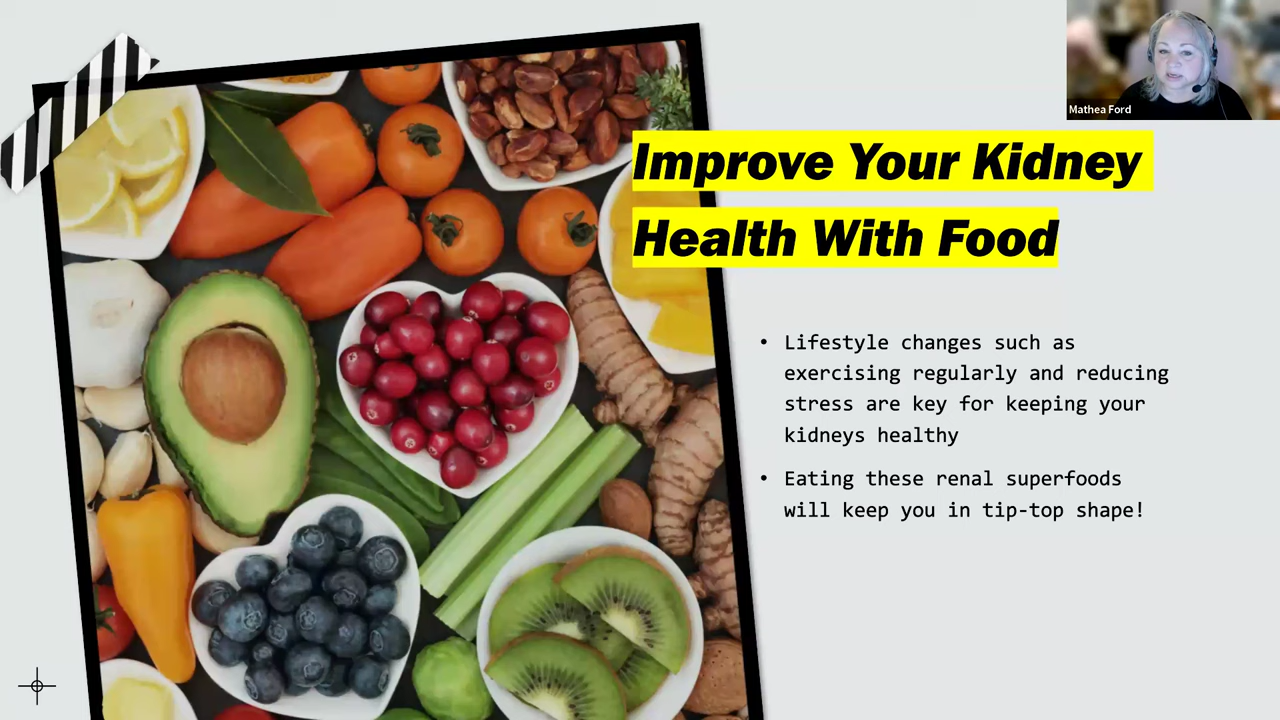 Mathea Ford
Improve Your Kidney
Health With Food
• Lifestyle changes such as
exercising regularly and reducing
stress are key for keeping your
kidneys healthy
• Eating these renal superfoods
will keep you in tip-top shape!